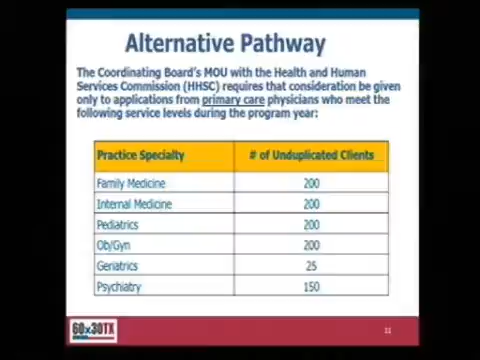 Alternative Pathway
The Coordinating Board's MOU with the Health and Human
Services Commission (HHSC) requires that consideration be given
only to applications from primary care physicians who meet the
following service levels during the program year:
Practice Specialty # of Unduplicated Clients
Family Medicine 200
Internal Medicine 200
Pediatrics 200
Ob/Gyn 200
Geriatrics 25
Psychiatry 150
60x30TX
11